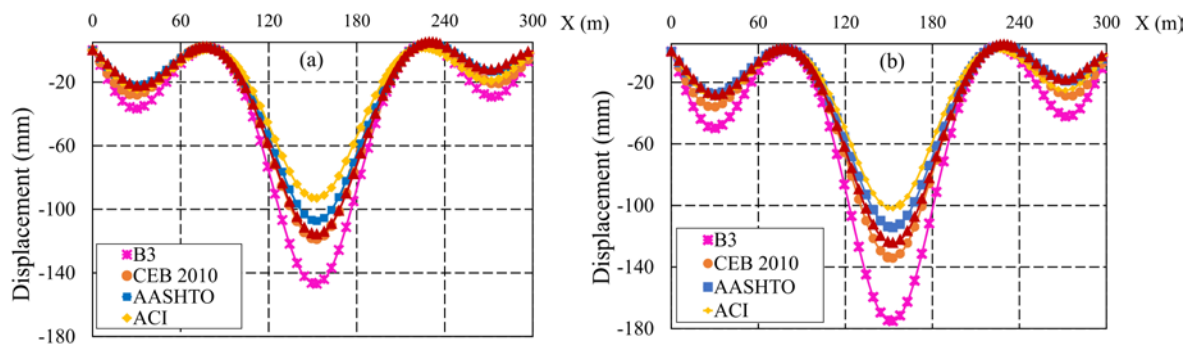 0 60 120 180 240 300 X (m)
(a)
-20
-60
-100
-140
-180
Displacement (mm)
B3
CEB 2010
AASHTO
ACI
0 60 120 180 240 300 X (m)
(b)
-20
-60
-100
-140
-180
Displacement (mm)
B3
CEB 2010
AASHTO
ACI